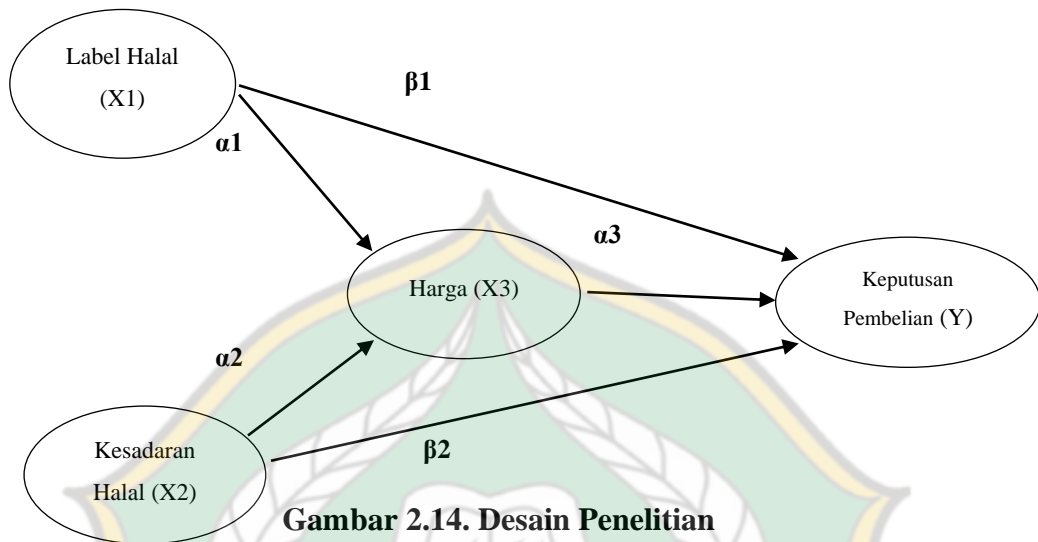 Label Halal
(X1)
β1
α1
α3
Harga (X3)
Keputusan
Pembelian (Y)
α2
Kesadaran
Halal (X2)
β2
Gambar 2.14. Desain Penelitian